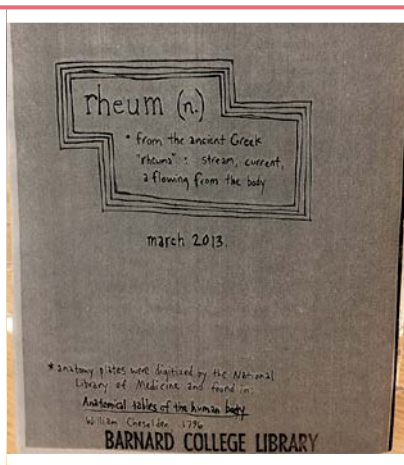 rheum (n.)
* from the ancient Greek
"rheuma" : stream, current,
a flowing from the body
march 2013.
* anatomy plates were digitized by the National
Library of Medicine and found in:
Anatomical tables of the human body
William Cheselden 1796
BARNARD COLLEGE LIBRARY